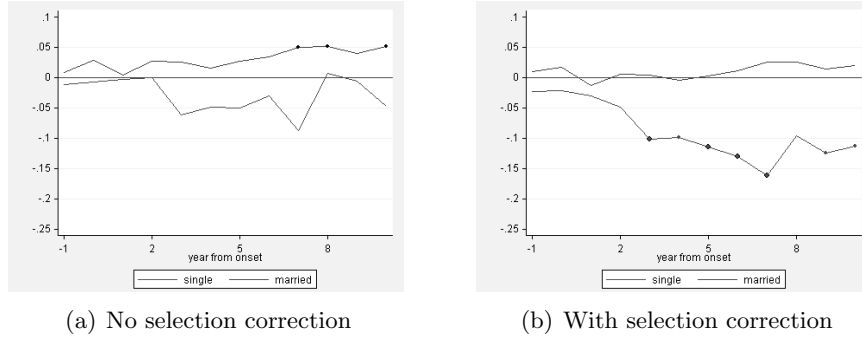 .1
.05
0
-.05
-.1
-.15
-.2
-.25
-1 2 5 8
year from onset
single married
(a) No selection correction
.1
.05
0
-.05
-.1
-.15
-.2
-.25
-1 2 5 8
year from onset
single married
(b) With selection correction